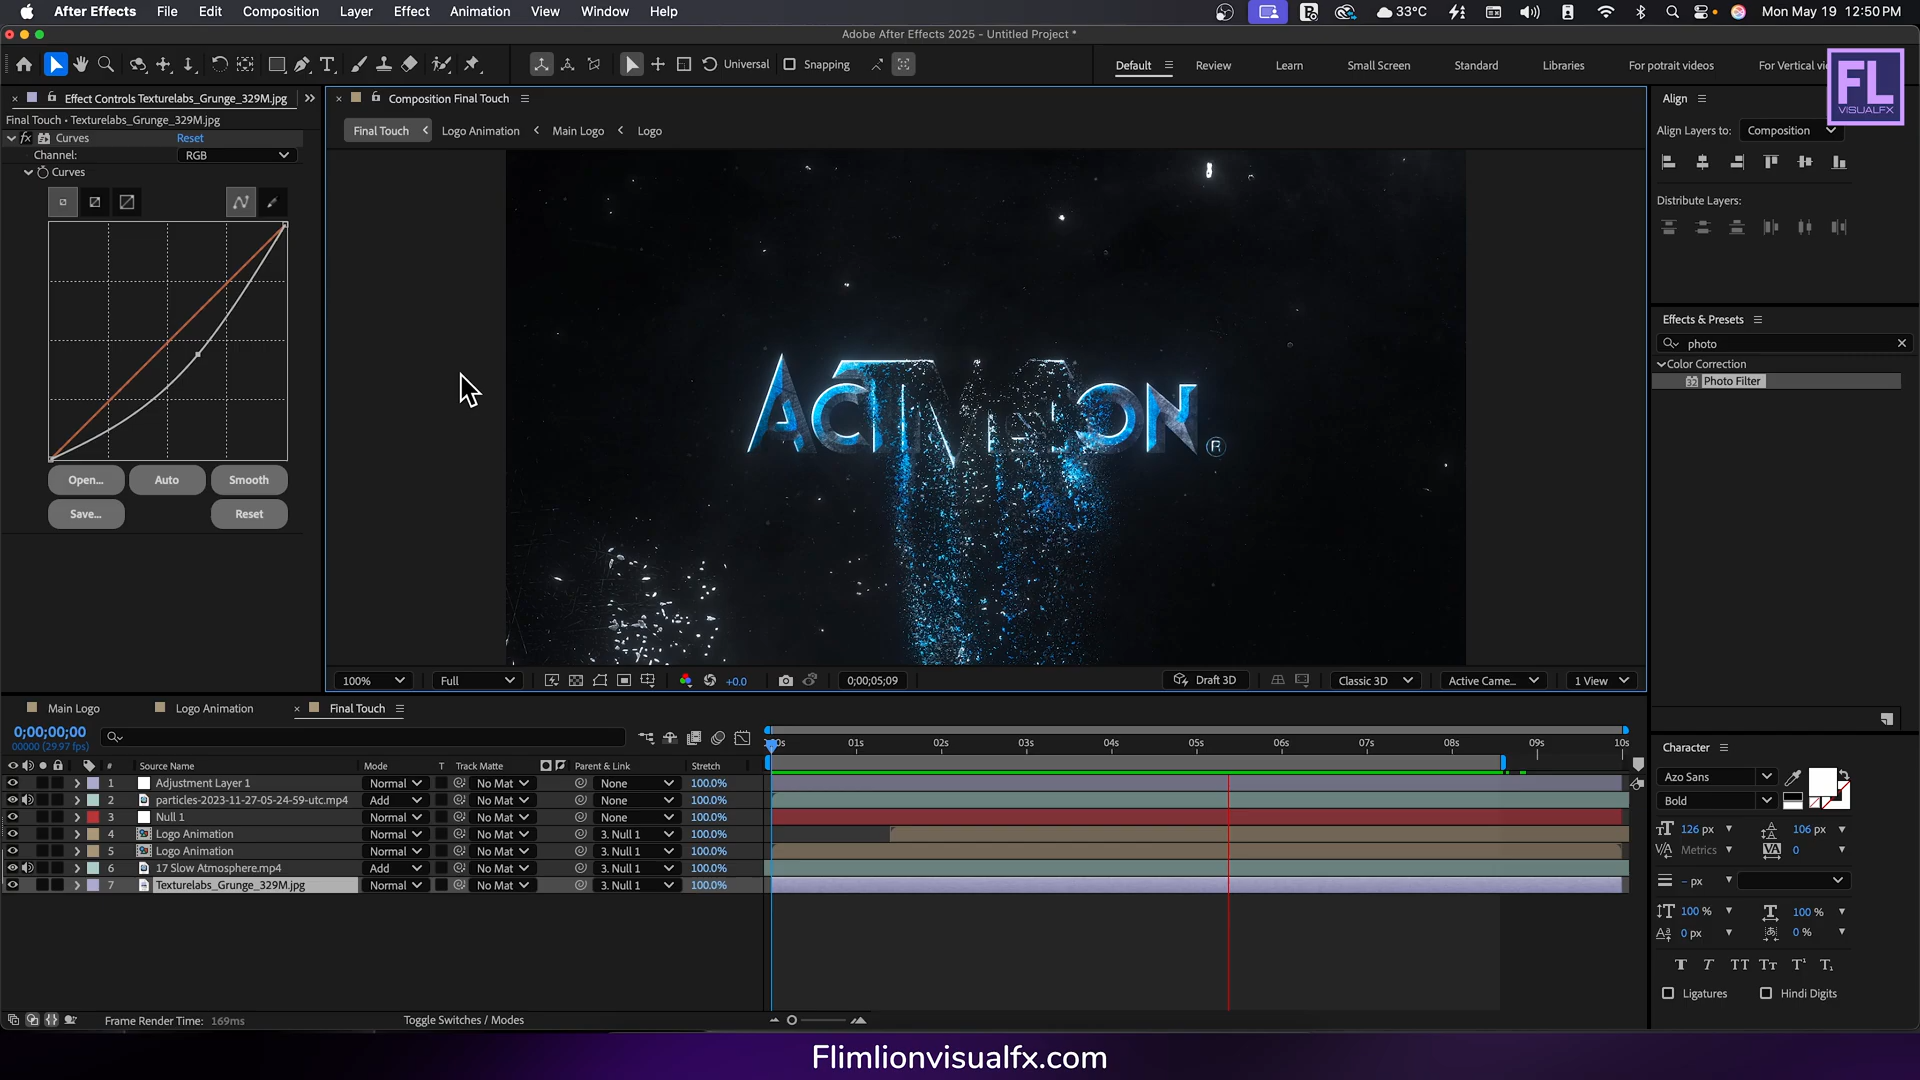 After Effects File Edit Composition Layer Effect Animation View Window Help 33°C Mon May 19 12:50 PM
Adobe After Effects 2025 - Untitled Project *
Universal Snapping Default Review Learn Small Screen Standard Libraries For potrait videos For Vertical vi
FL
VISUALFX
Effect Controls Texturelabs_Grunge_329M.jpg
Final Touch • Texturelabs_Grunge_329M.jpg
fx Curves Reset
Channel: RGB
Curves
Open... Auto Smooth
Save... Reset
Composition Final Touch
Final Touch Logo Animation Main Logo Logo
ACTIVISION ®
100% Full +0.0 0;00;05;09 Draft 3D Classic 3D Active Came... 1 View
Align
Align Layers to: Composition
Distribute Layers:
Effects & Presets
photo
Color Correction
Photo Filter
Main Logo Logo Animation Final Touch
0;00;00;00
00000 (29.97 fps)
01s 02s 03s 04s 05s 06s 07s 08s 09s 10s
# Source Name Mode T Track Matte Parent & Link Stretch
1 Adjustment Layer 1 Normal No Mat None 100.0%
2 particles-2023-11-27-05-24-59-utc.mp4 Add No Mat None 100.0%
3 Null 1 Normal No Mat None 100.0%
4 Logo Animation Normal No Mat 3. Null 1 100.0%
5 Logo Animation Normal No Mat 3. Null 1 100.0%
6 17 Slow Atmosphere.mp4 Add No Mat 3. Null 1 100.0%
7 Texturelabs_Grunge_329M.jpg Normal No Mat 3. Null 1 100.0%
Frame Render Time: 169ms Toggle Switches / Modes
Character
Azo Sans
Bold
126 px 106 px
Metrics 0
- px
100 % 100 %
0 px 0 %
T T TT Tt T¹ T₁
Ligatures Hindi Digits
Flimlionvisualfx.com